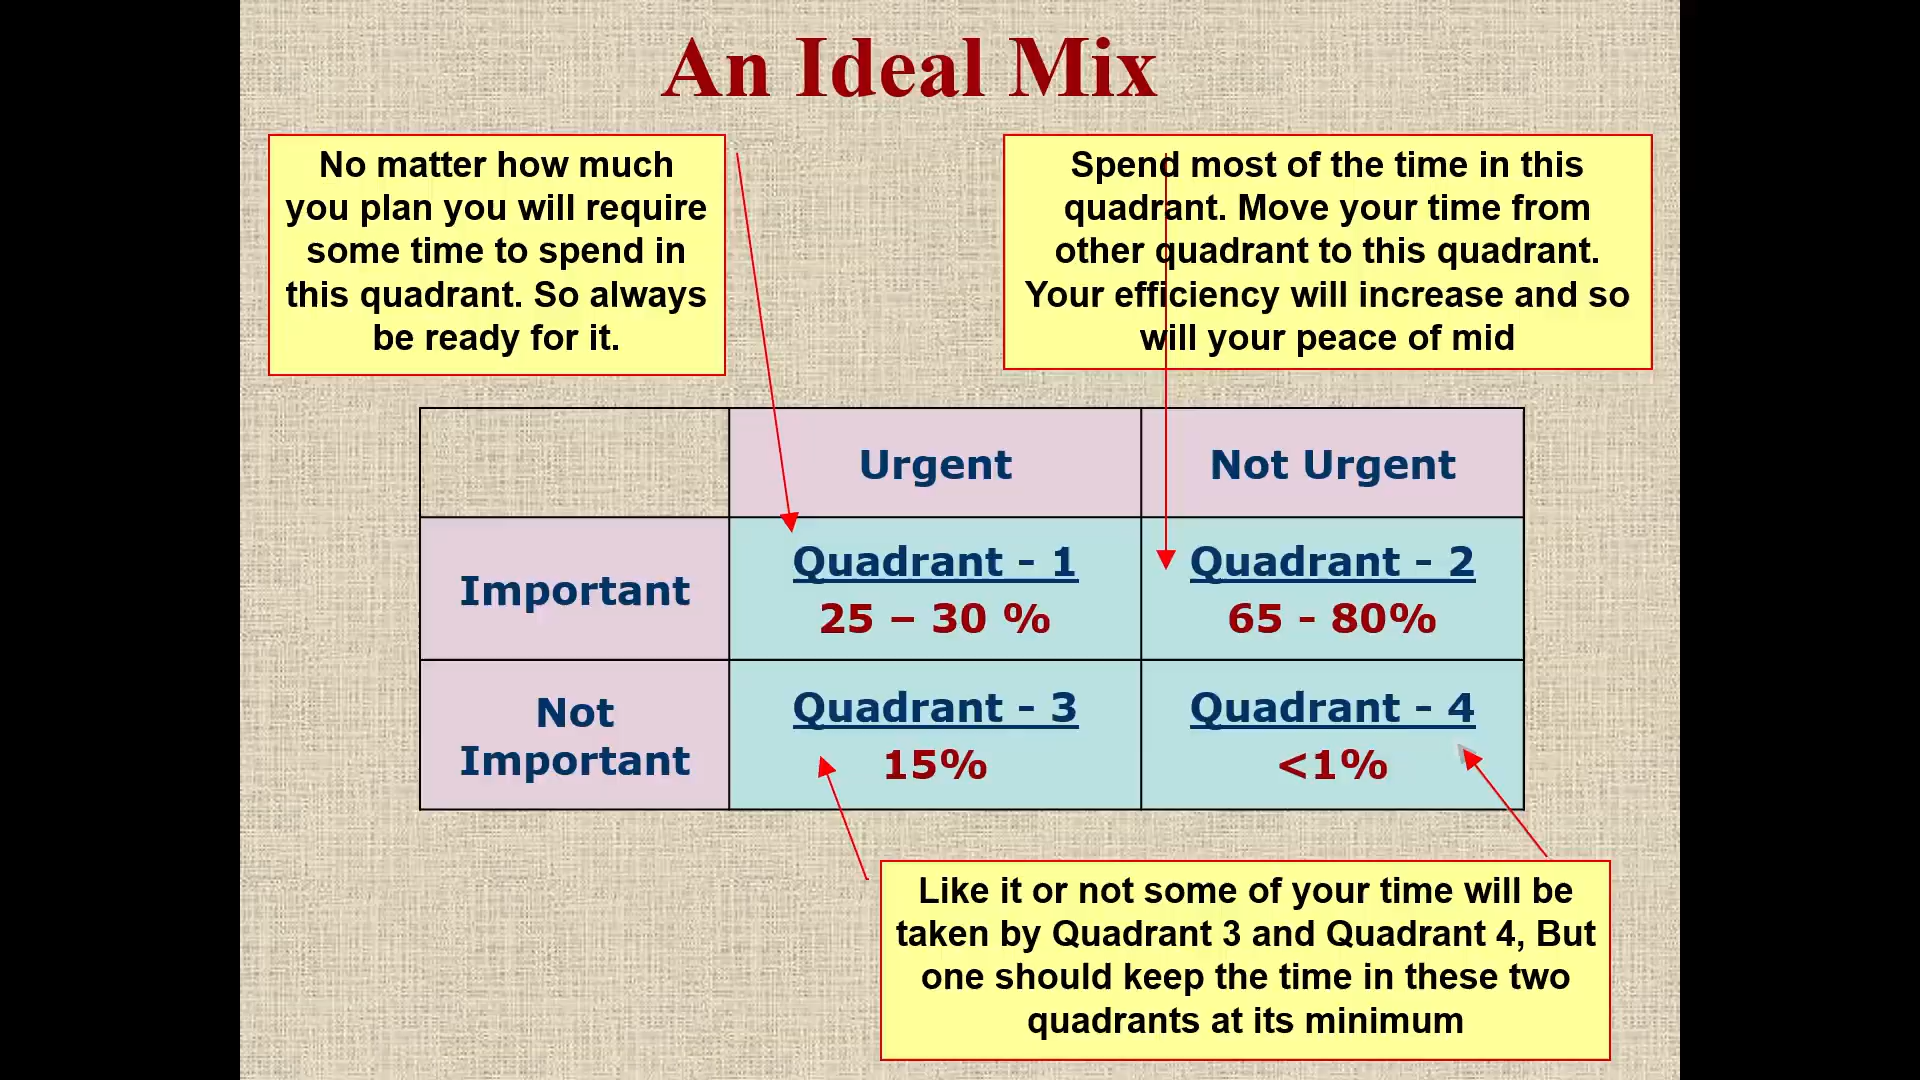 An Ideal Mix
No matter how much
you plan you will require
some time to spend in
this quadrant. So always
be ready for it.
Spend most of the time in this
quadrant. Move your time from
other quadrant to this quadrant.
Your efficiency will increase and so
will your peace of mid
Urgent
Not Urgent
Important
Quadrant - 1
25 – 30 %
Quadrant - 2
65 - 80%
Not
Important
Quadrant - 3
15%
Quadrant - 4
<1%
Like it or not some of your time will be
taken by Quadrant 3 and Quadrant 4, But
one should keep the time in these two
quadrants at its minimum